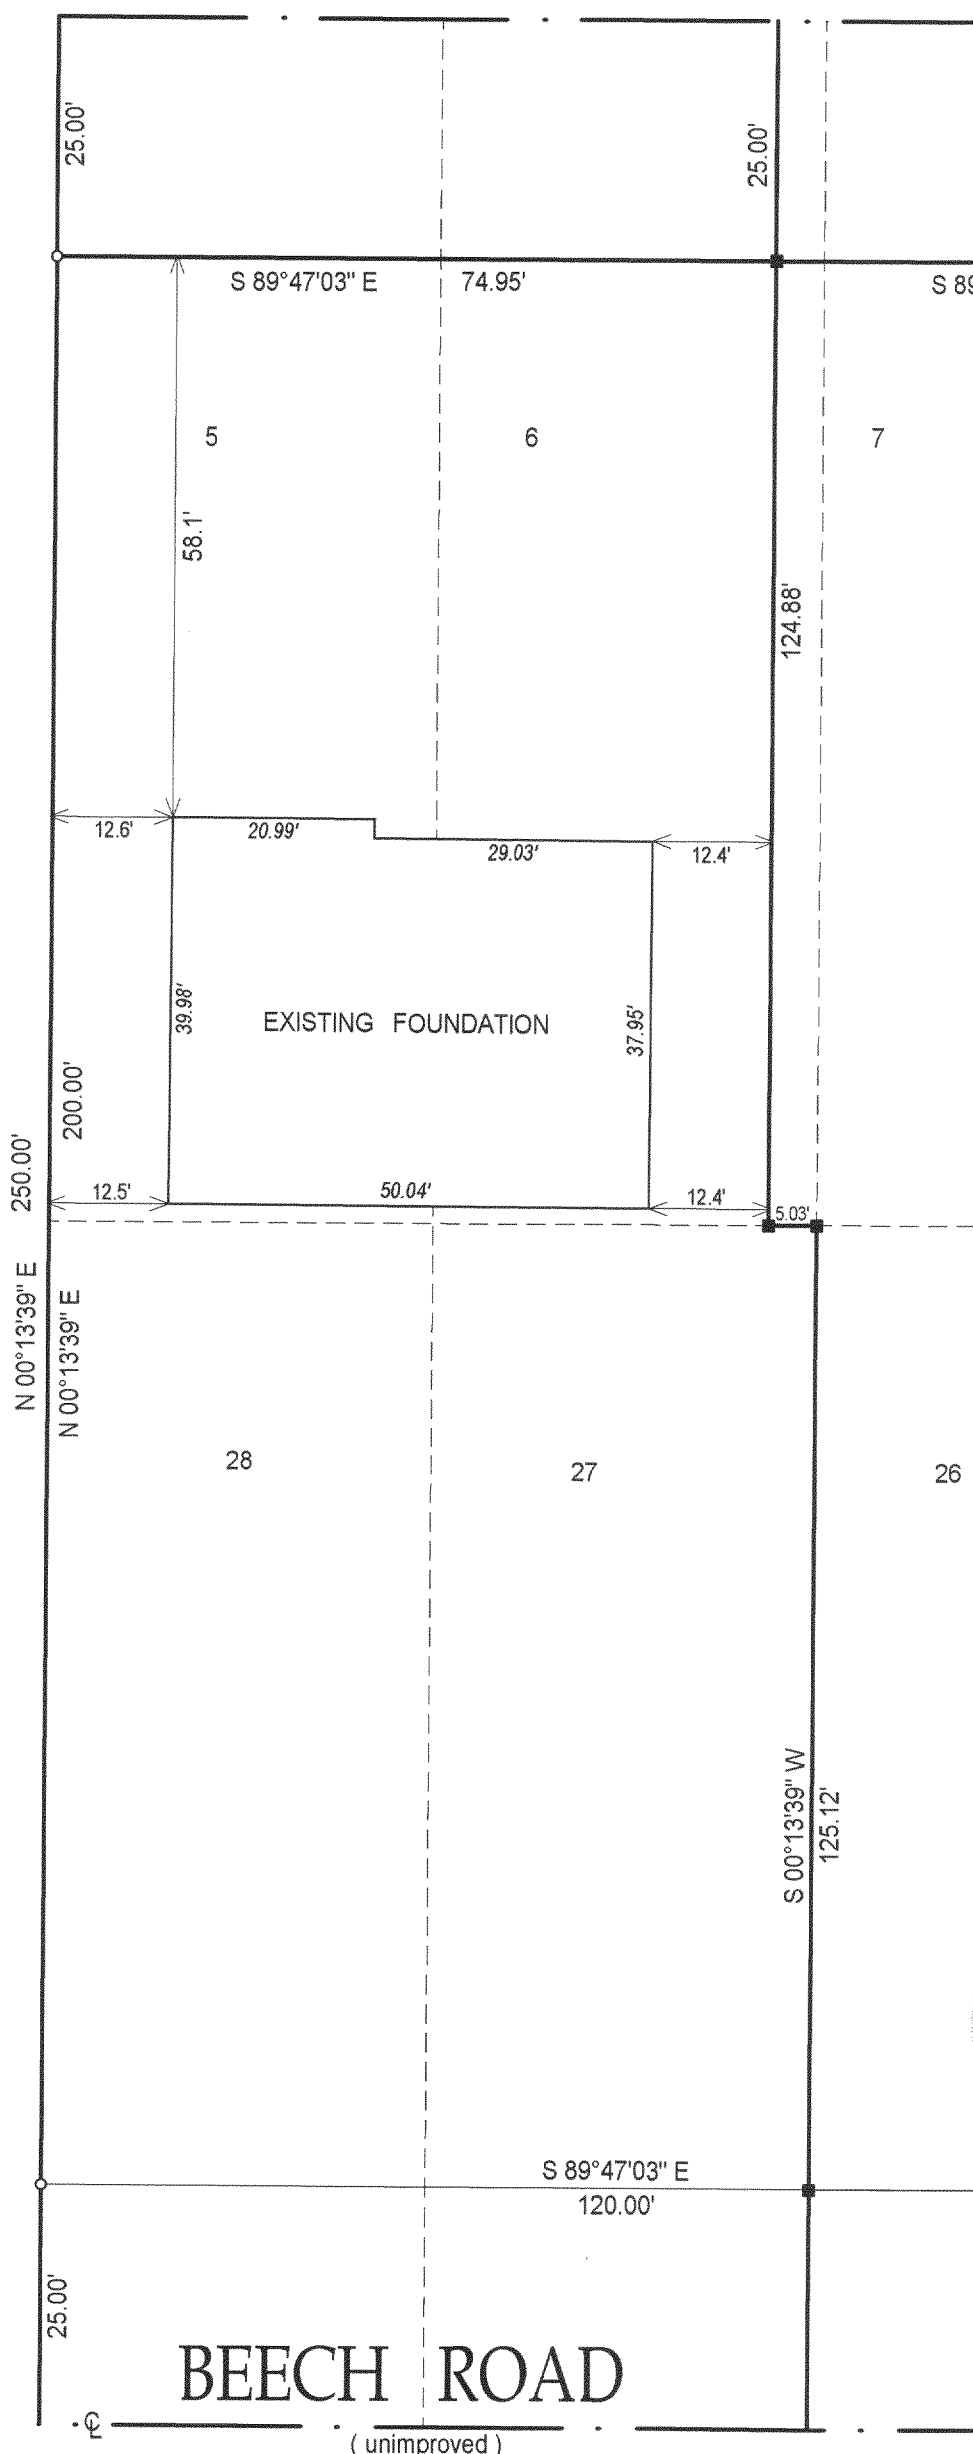 25.00'
25.00'
S 89°47'03" E 74.95'
S 89
5
6
7
58.1'
124.88'
12.6'
20.99'
29.03'
12.4'
39.98'
EXISTING FOUNDATION
37.95'
200.00'
250.00'
12.5'
50.04'
12.4'
5.03'
N 00°13'39" E
N 00°13'39" E
28
27
26
S 00°13'39" W
125.12'
S 89°47'03" E
120.00'
25.00'
BEECH ROAD
℄
( unimproved )